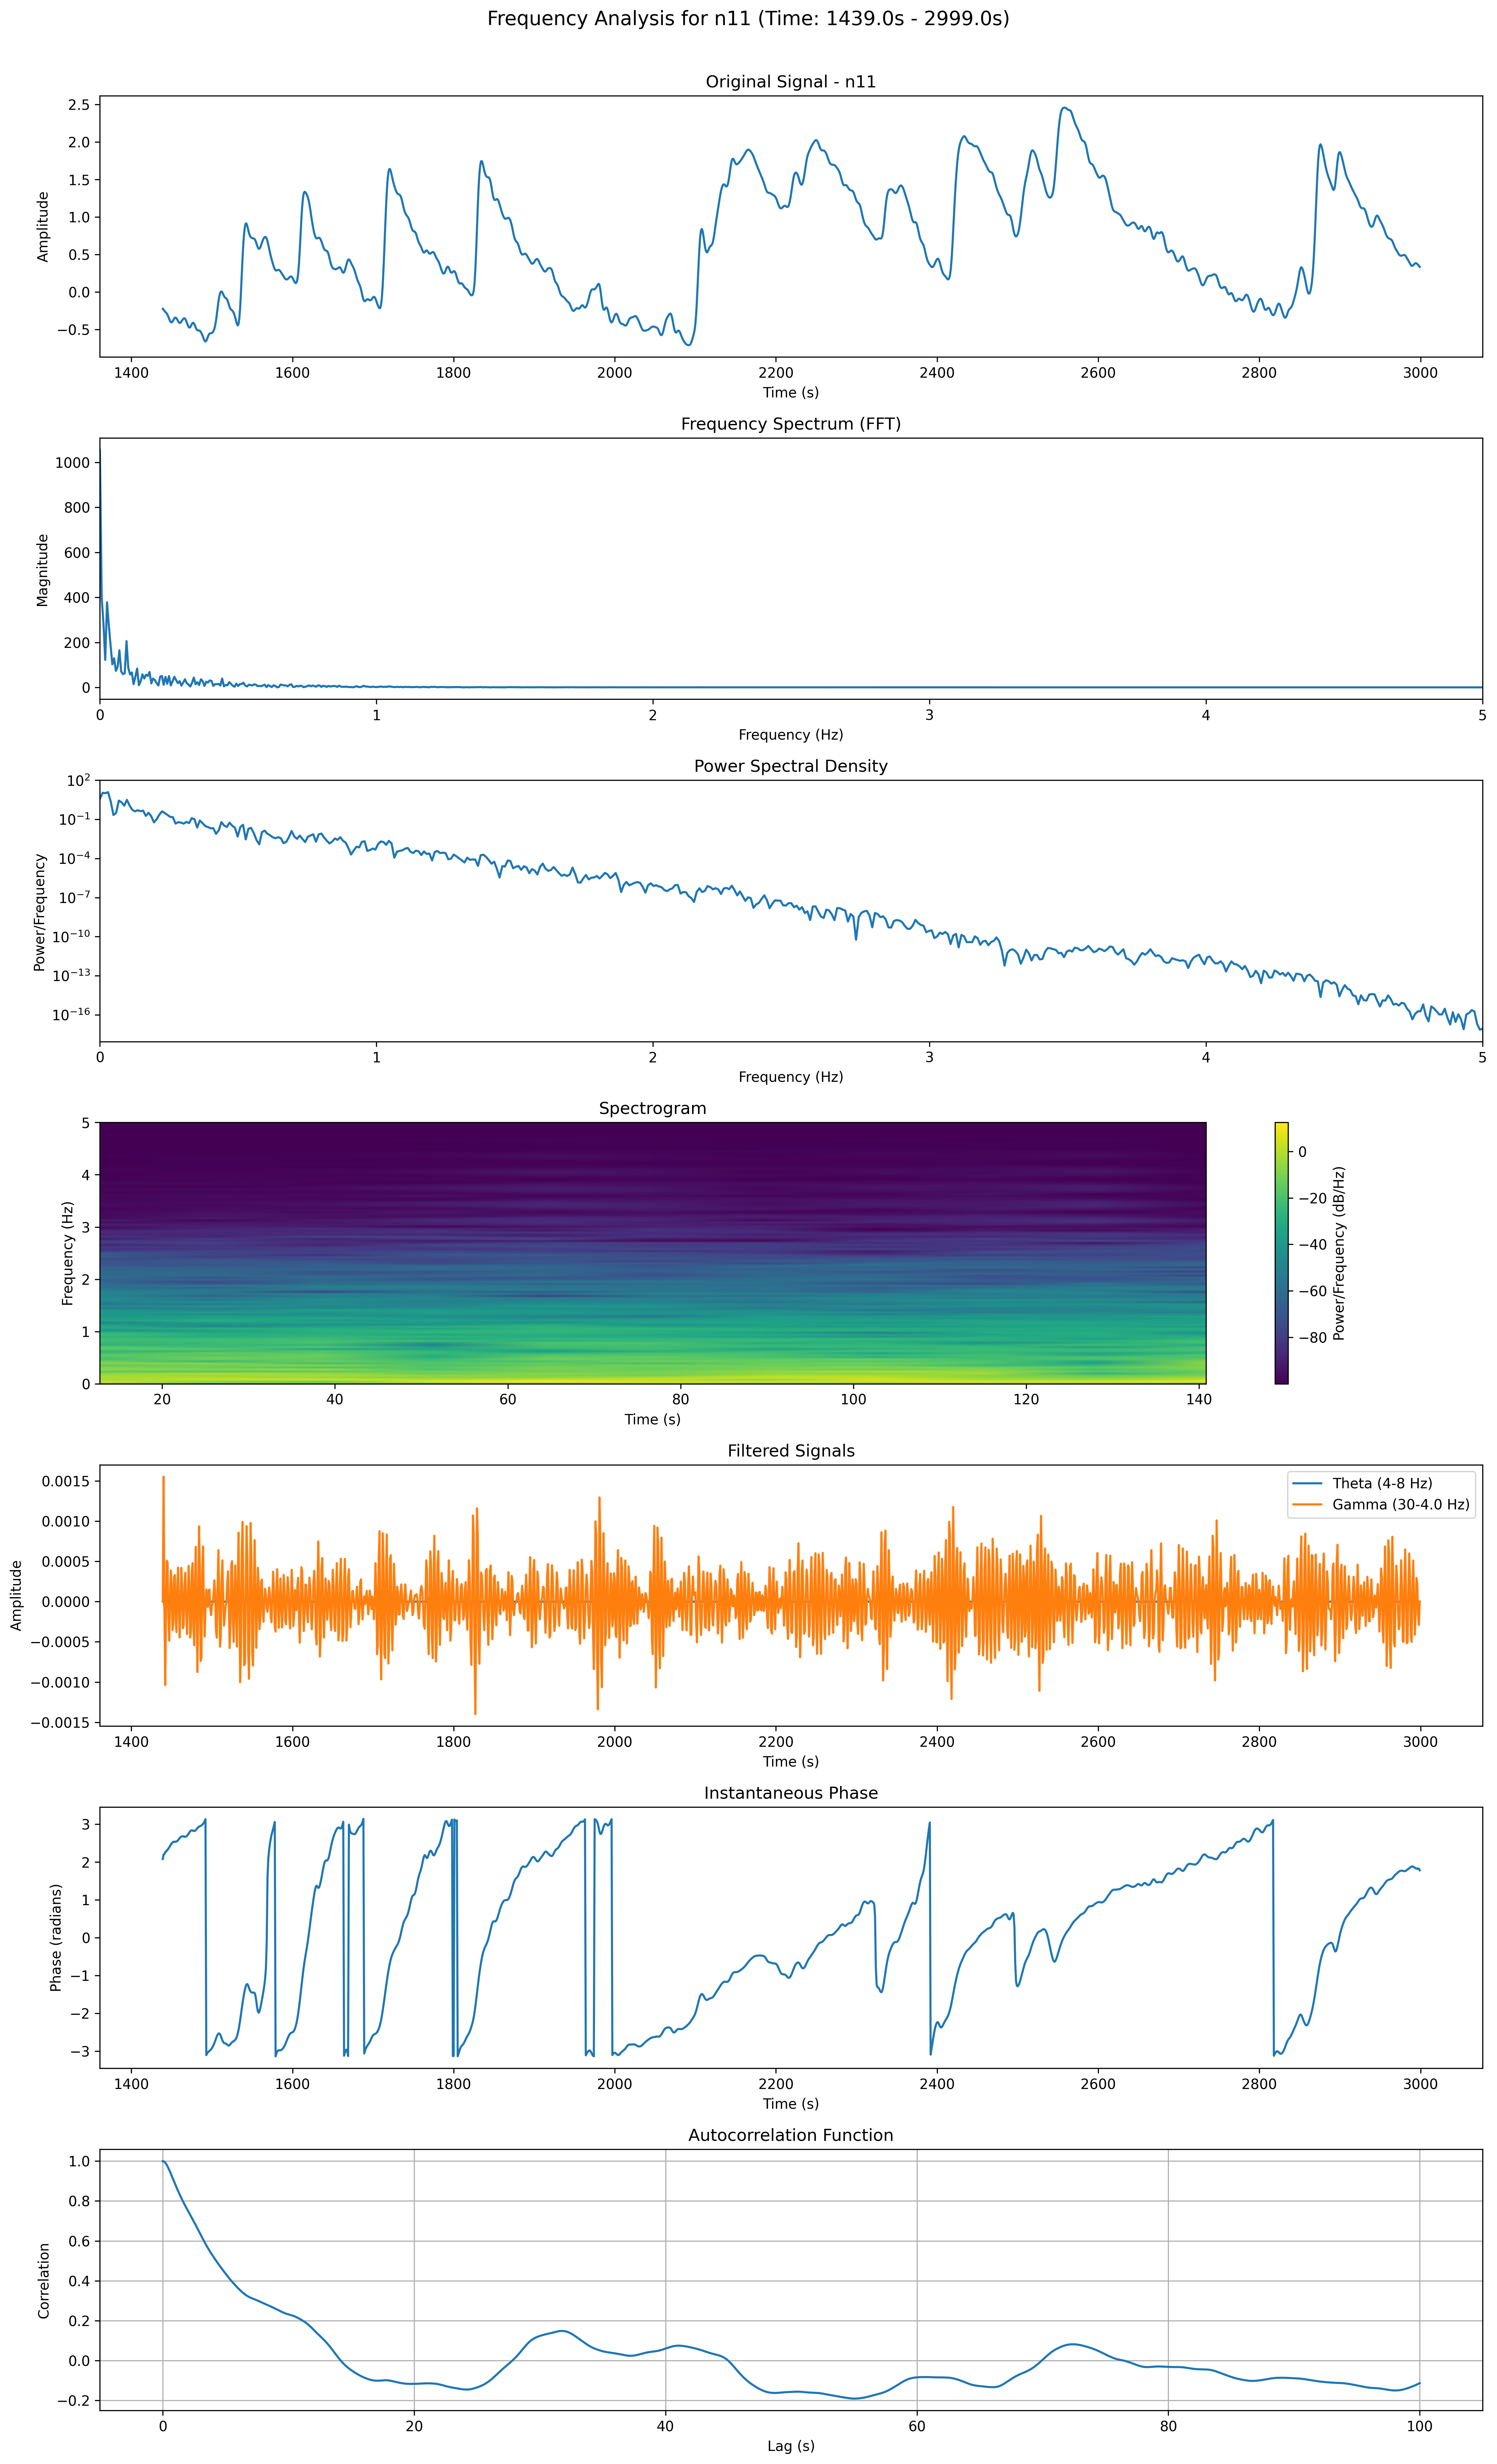 Frequency Analysis for n11 (Time: 1439.0s - 2999.0s)
Original Signal - n11
Amplitude
2.5
2.0
1.5
1.0
0.5
0.0
−0.5
1400 1600 1800 2000 2200 2400 2600 2800 3000
Time (s)
Frequency Spectrum (FFT)
Magnitude
1000
800
600
400
200
0
0 1 2 3 4 5
Frequency (Hz)
Power Spectral Density
Power/Frequency
10²
10⁻¹
10⁻⁴
10⁻⁷
10⁻¹⁰
10⁻¹³
10⁻¹⁶
0 1 2 3 4 5
Frequency (Hz)
Spectrogram
Frequency (Hz)
5
4
3
2
1
0
20 40 60 80 100 120 140
Time (s)
0
−20
−40
−60
−80
Power/Frequency (dB/Hz)
Filtered Signals
Amplitude
0.0015
0.0010
0.0005
0.0000
−0.0005
−0.0010
−0.0015
Theta (4-8 Hz)
Gamma (30-4.0 Hz)
1400 1600 1800 2000 2200 2400 2600 2800 3000
Time (s)
Instantaneous Phase
Phase (radians)
3
2
1
0
−1
−2
−3
1400 1600 1800 2000 2200 2400 2600 2800 3000
Time (s)
Autocorrelation Function
Correlation
1.0
0.8
0.6
0.4
0.2
0.0
−0.2
0 20 40 60 80 100
Lag (s)